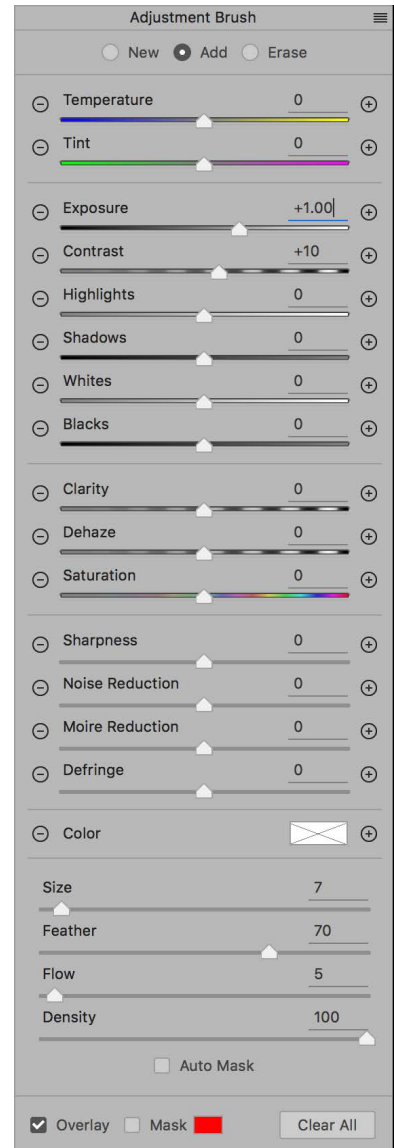 Adjustment Brush
New Add Erase
Temperature 0
Tint 0
Exposure +1.00
Contrast +10
Highlights 0
Shadows 0
Whites 0
Blacks 0
Clarity 0
Dehaze 0
Saturation 0
Sharpness 0
Noise Reduction 0
Moire Reduction 0
Defringe 0
Color
Size 7
Feather 70
Flow 5
Density 100
Auto Mask
Overlay Mask Clear All